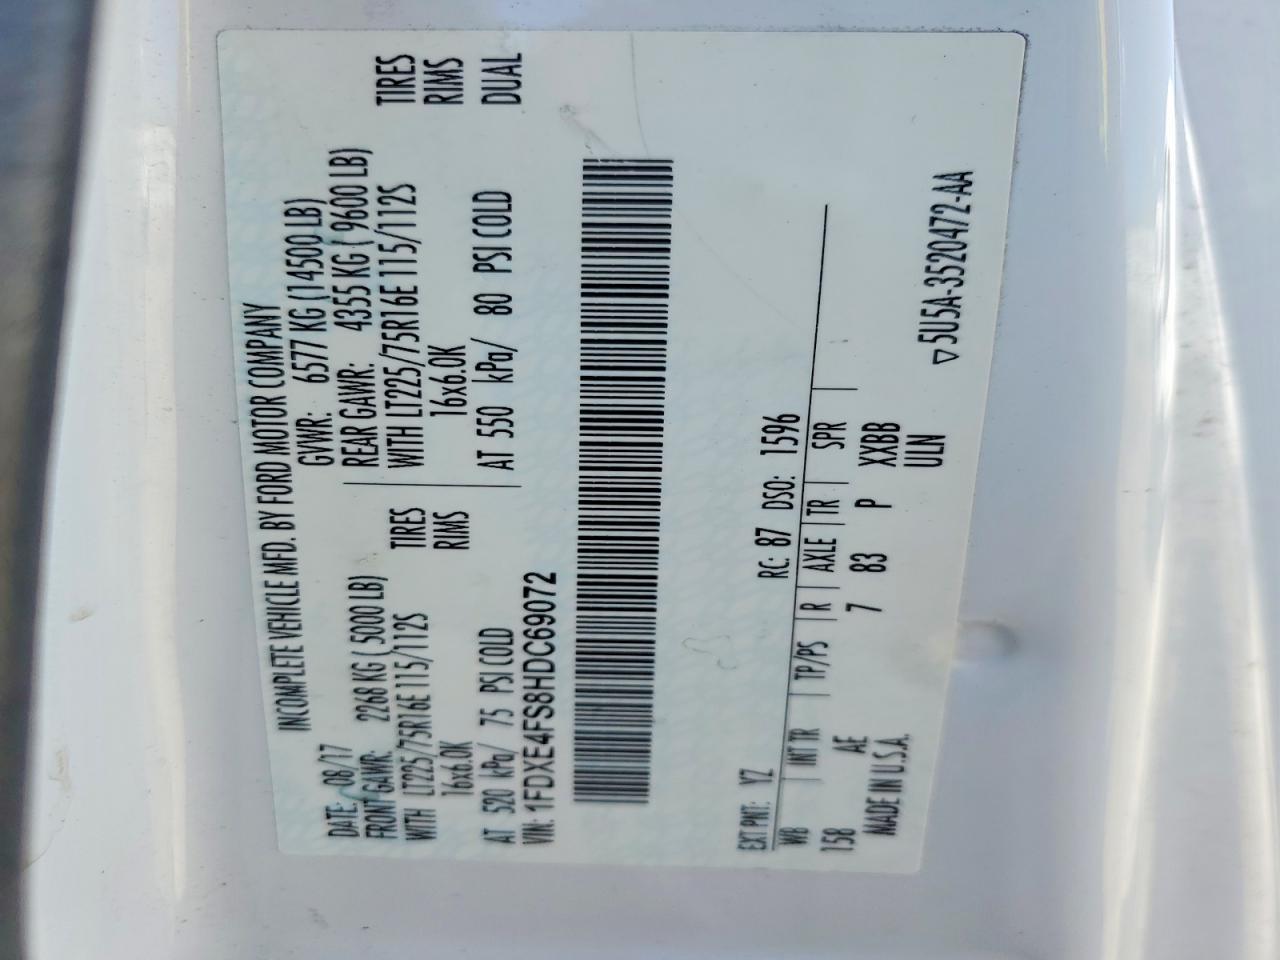 INCOMPLETE VEHICLE MFD. BY FORD MOTOR COMPANY
DATE: 08/17 GVWR: 6577 KG (14500 LB)
FRONT GAWR: 2268 KG ( 5000 LB) REAR GAWR: 4355 KG ( 9600 LB)
WITH LT225/75R16E 115/112S TIRES WITH LT225/75R16E 115/112S TIRES
16x6.0K RIMS 16x6.0K RIMS
AT 520 kPa/ 75 PSI COLD AT 550 kPa/ 80 PSI COLD DUAL
VIN: 1FDXE4FS8HDC69072
EXT PNT: YZ RC: 87 DSO: 1596
WB INT TR TP/PS R AXLE TR SPR
158 AE 7 83 P XXBB
MADE IN U.S.A. ULN
▽5U5A-3520472-AA